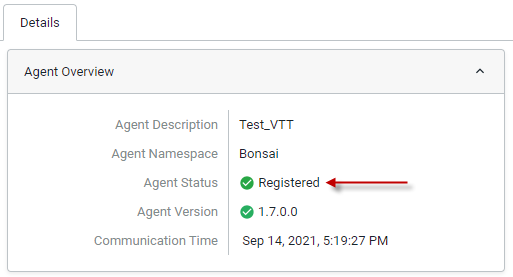 Details
Agent Overview
Agent Description Test_VTT
Agent Namespace Bonsai
Agent Status Registered
Agent Version 1.7.0.0
Communication Time Sep 14, 2021, 5:19:27 PM